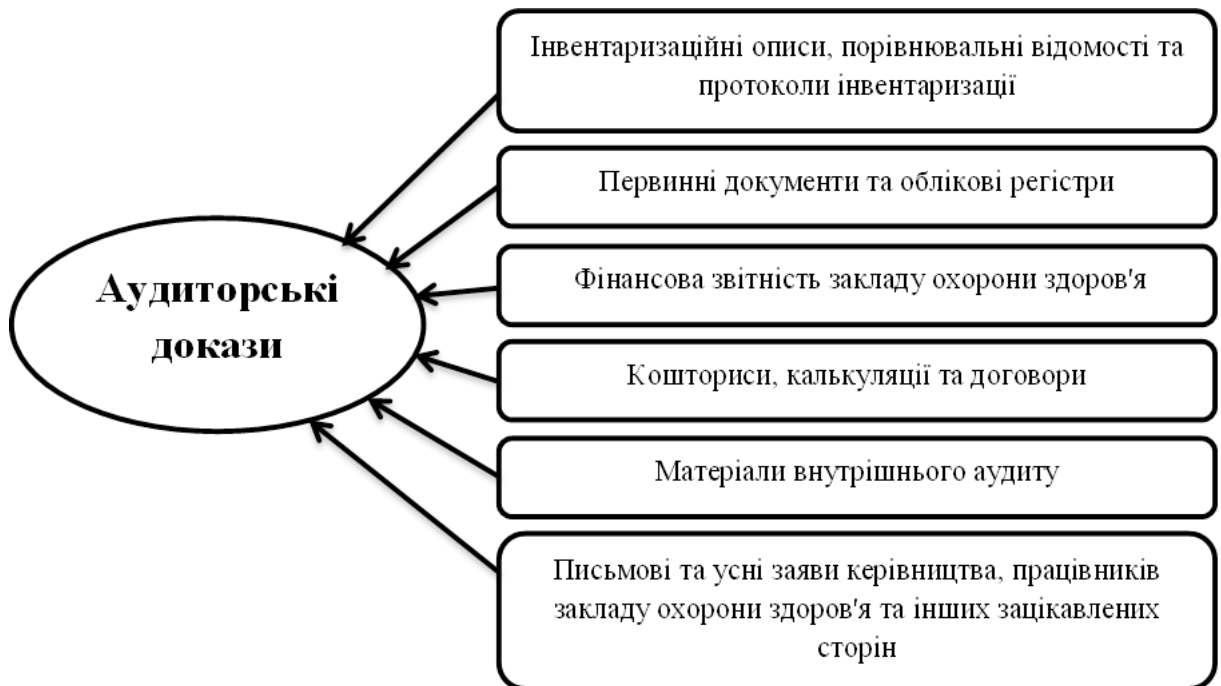 Інвентаризаційні описи, порівнювальні відомості та
протоколи інвентаризації
Первинні документи та облікові регістри
Фінансова звітність закладу охорони здоров'я
Аудиторські
докази
Кошториси, калькуляції та договори
Матеріали внутрішнього аудиту
Письмові та усні заяви керівництва, працівників
закладу охорони здоров'я та інших зацікавлених
сторін